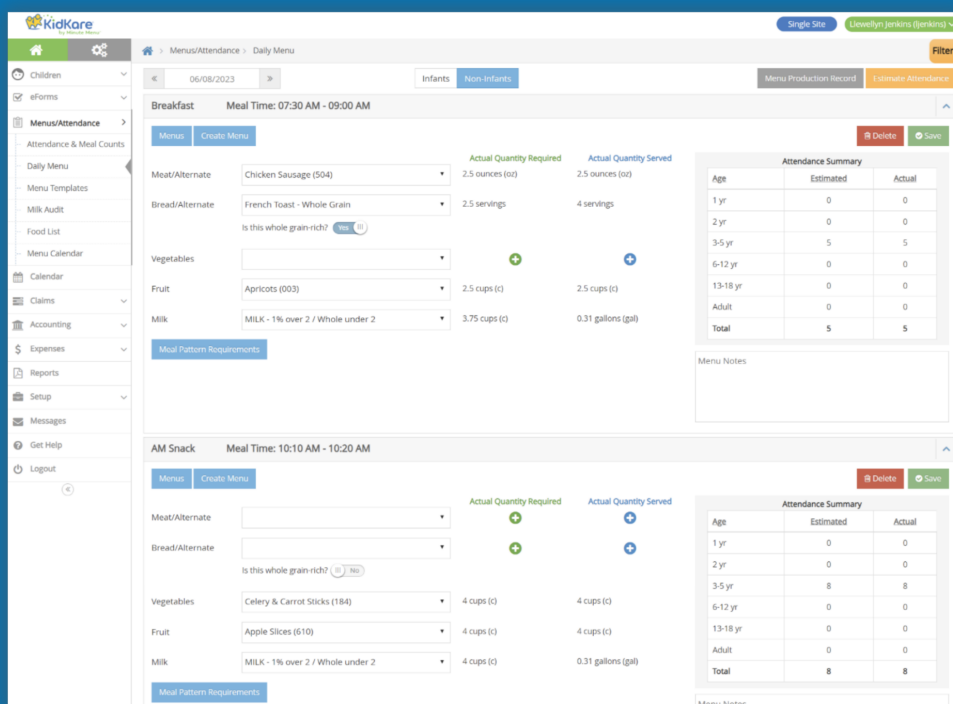 KidKare
by Minute Menu
Single Site
Llewellyn Jenkins (ljenkins)
Menus/Attendance > Daily Menu
Filter
Children
eForms
Menus/Attendance
Attendance & Meal Counts
Daily Menu
Menu Templates
Milk Audit
Food List
Menu Calendar
Calendar
Claims
Accounting
Expenses
Reports
Setup
Messages
Get Help
Logout
« 06/08/2023 »
Infants Non-Infants
Menu Production Record Estimate Attendance
Breakfast Meal Time: 07:30 AM - 09:00 AM
Menus Create Menu
Delete Save
Actual Quantity Required Actual Quantity Served
Meat/Alternate Chicken Sausage (504) 2.5 ounces (oz) 2.5 ounces (oz)
Bread/Alternate French Toast - Whole Grain 2.5 servings 4 servings
Is this whole grain-rich? Yes
Vegetables
Fruit Apricots (003) 2.5 cups (c) 2.5 cups (c)
Milk MILK - 1% over 2 / Whole under 2 3.75 cups (c) 0.31 gallons (gal)
Meal Pattern Requirements
Attendance Summary
Age Estimated Actual
1 yr 0 0
2 yr 0 0
3-5 yr 5 5
6-12 yr 0 0
13-18 yr 0 0
Adult 0 0
Total 5 5
Menu Notes
AM Snack Meal Time: 10:10 AM - 10:20 AM
Menus Create Menu
Delete Save
Actual Quantity Required Actual Quantity Served
Meat/Alternate
Bread/Alternate
Is this whole grain-rich? No
Vegetables Celery & Carrot Sticks (184) 4 cups (c) 4 cups (c)
Fruit Apple Slices (610) 4 cups (c) 4 cups (c)
Milk MILK - 1% over 2 / Whole under 2 4 cups (c) 0.31 gallons (gal)
Meal Pattern Requirements
Attendance Summary
Age Estimated Actual
1 yr 0 0
2 yr 0 0
3-5 yr 8 8
6-12 yr 0 0
13-18 yr 0 0
Adult 0 0
Total 8 8
Menu Notes